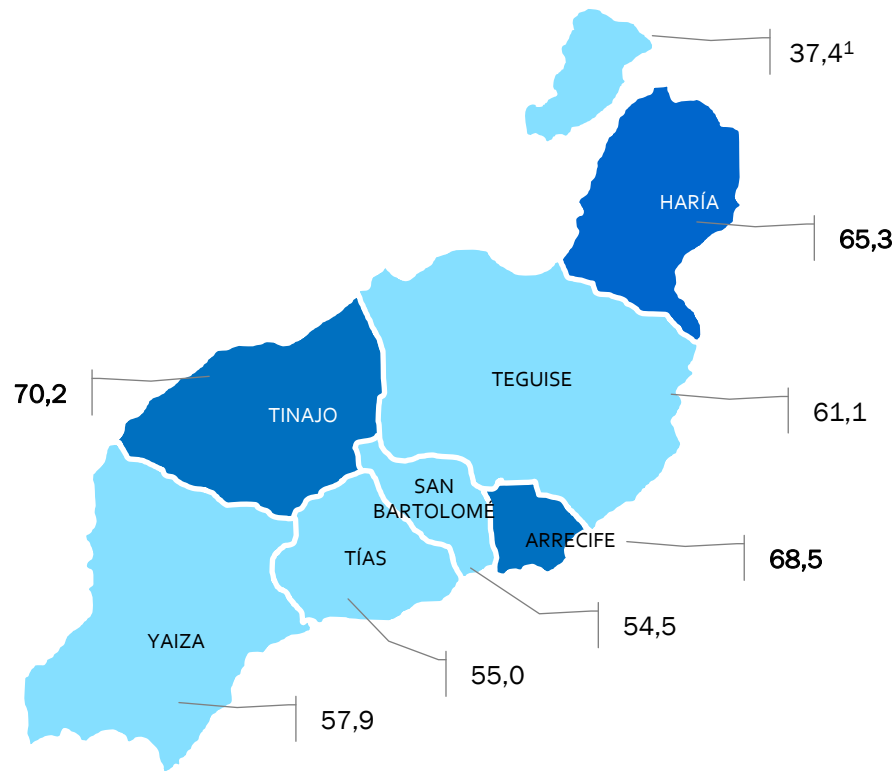 37,4¹
HARÍA
65,3
TEGUISE
70,2
TINAJO
61,1
SAN
BARTOLOMÉ
ARRECIFE
TÍAS
68,5
54,5
YAIZA
55,0
57,9